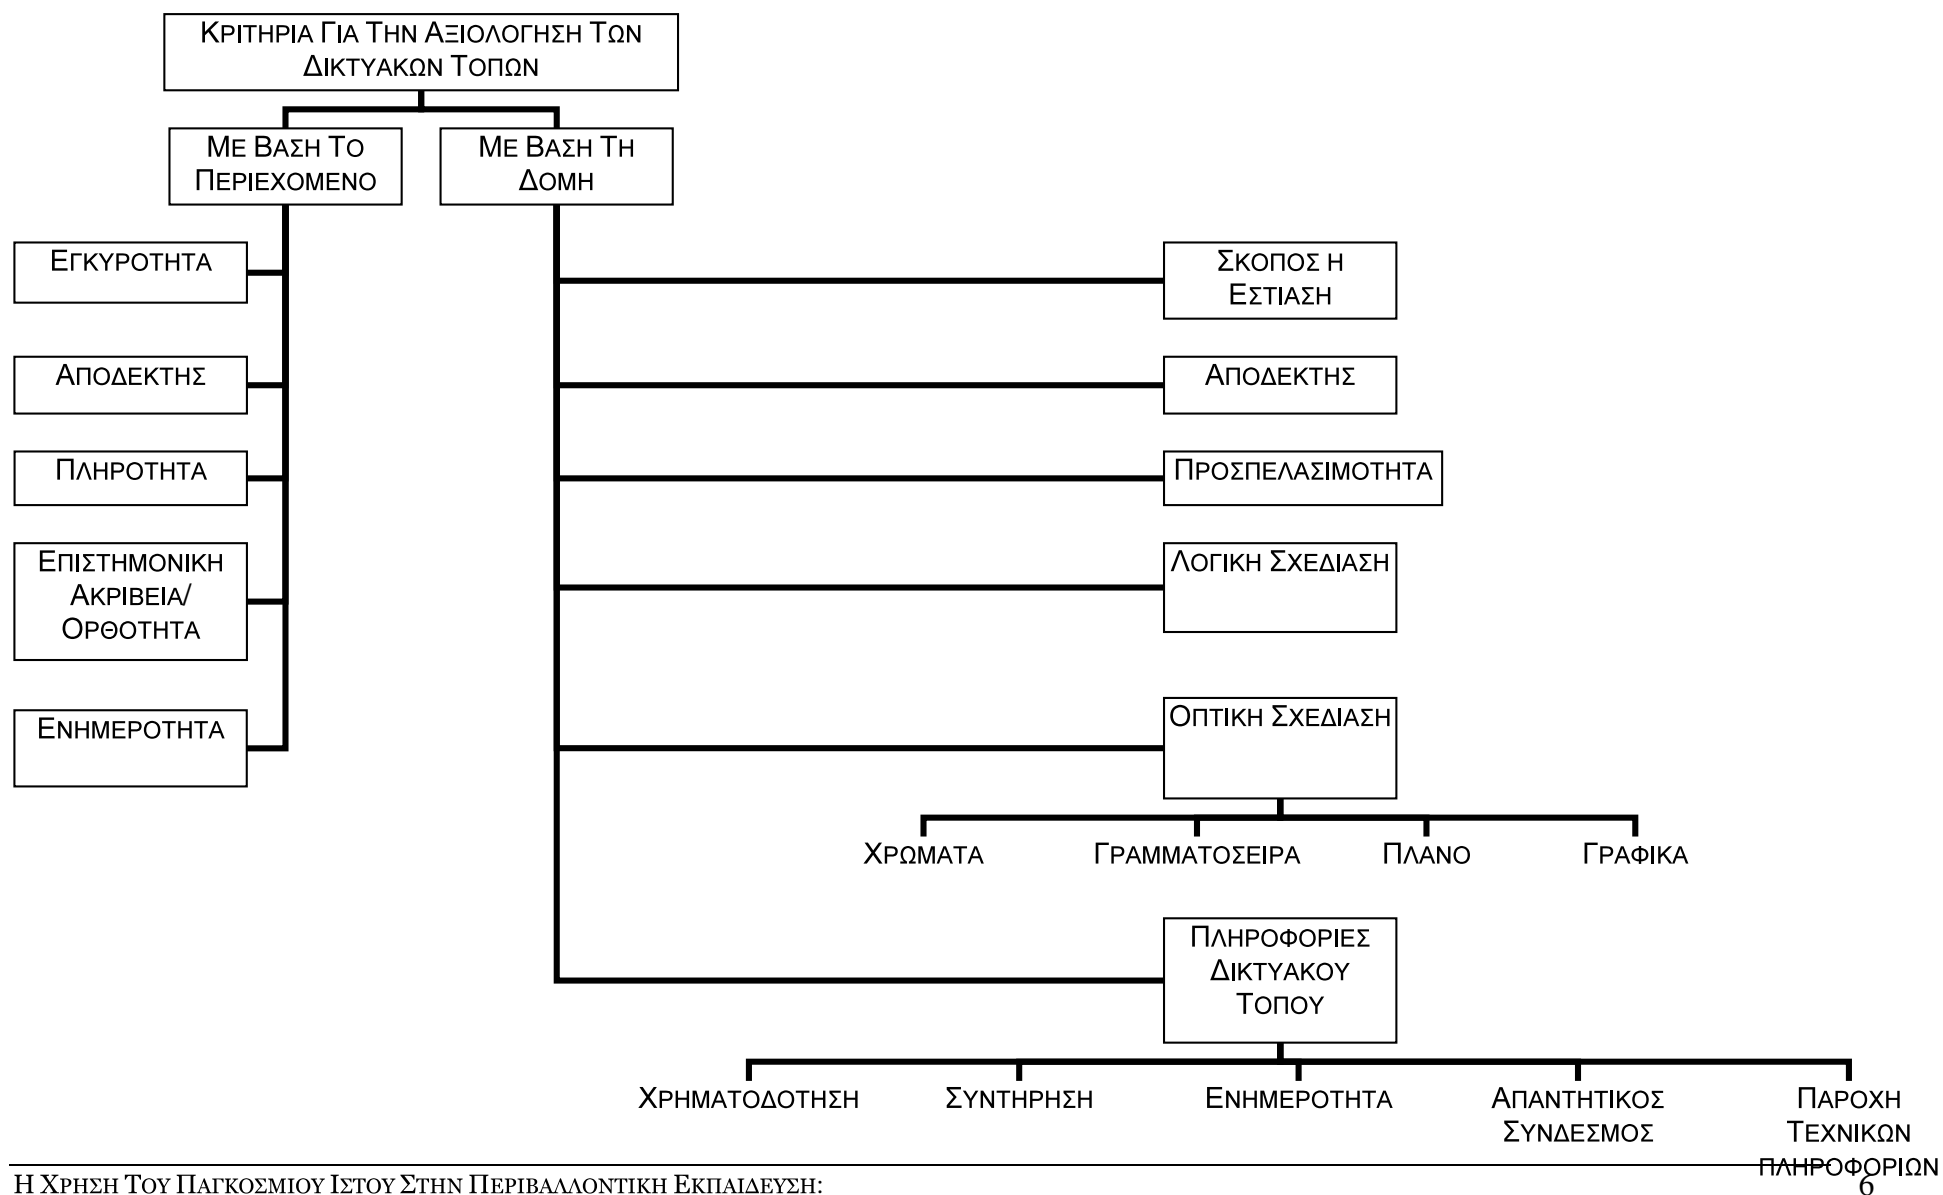 ΚΡΙΤΗΡΙΑ ΓΙΑ ΤΗΝ ΑΞΙΟΛΟΓΗΣΗ ΤΩΝ
ΔΙΚΤΥΑΚΩΝ ΤΟΠΩΝ
ΜΕ ΒΑΣΗ ΤΟ
ΠΕΡΙΕΧΟΜΕΝΟ
ΜΕ ΒΑΣΗ ΤΗ
ΔΟΜΗ
ΕΓΚΥΡΟΤΗΤΑ
ΑΠΟΔΕΚΤΗΣ
ΠΛΗΡΟΤΗΤΑ
ΕΠΙΣΤΗΜΟΝΙΚΗ
ΑΚΡΙΒΕΙΑ/
ΟΡΘΟΤΗΤΑ
ΕΝΗΜΕΡΟΤΗΤΑ
ΣΚΟΠΟΣ Η
ΕΣΤΙΑΣΗ
ΑΠΟΔΕΚΤΗΣ
ΠΡΟΣΠΕΛΑΣΙΜΟΤΗΤΑ
ΛΟΓΙΚΗ ΣΧΕΔΙΑΣΗ
ΟΠΤΙΚΗ ΣΧΕΔΙΑΣΗ
ΧΡΩΜΑΤΑ
ΓΡΑΜΜΑΤΟΣΕΙΡΑ
ΠΛΑΝΟ
ΓΡΑΦΙΚΑ
ΠΛΗΡΟΦΟΡΙΕΣ
ΔΙΚΤΥΑΚΟΥ
ΤΟΠΟΥ
ΧΡΗΜΑΤΟΔΟΤΗΣΗ
ΣΥΝΤΗΡΗΣΗ
ΕΝΗΜΕΡΟΤΗΤΑ
ΑΠΑΝΤΗΤΙΚΟΣ
ΣΥΝΔΕΣΜΟΣ
ΠΑΡΟΧΗ
ΤΕΧΝΙΚΩΝ
ΠΛΗΡΟΦΟΡΙΩΝ
Η ΧΡΗΣΗ ΤΟΥ ΠΑΓΚΟΣΜΙΟΥ ΙΣΤΟΥ ΣΤΗΝ ΠΕΡΙΒΑΛΛΟΝΤΙΚΗ ΕΚΠΑΙΔΕΥΣΗ:
6